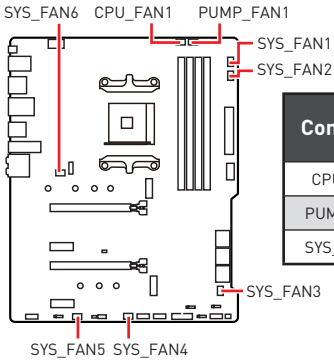 SYS_FAN6 CPU_FAN1 PUMP_FAN1
SYS_FAN1
SYS_FAN2
SYS_FAN3
SYS_FAN5 SYS_FAN4
Con
CPU
PUM
SYS_